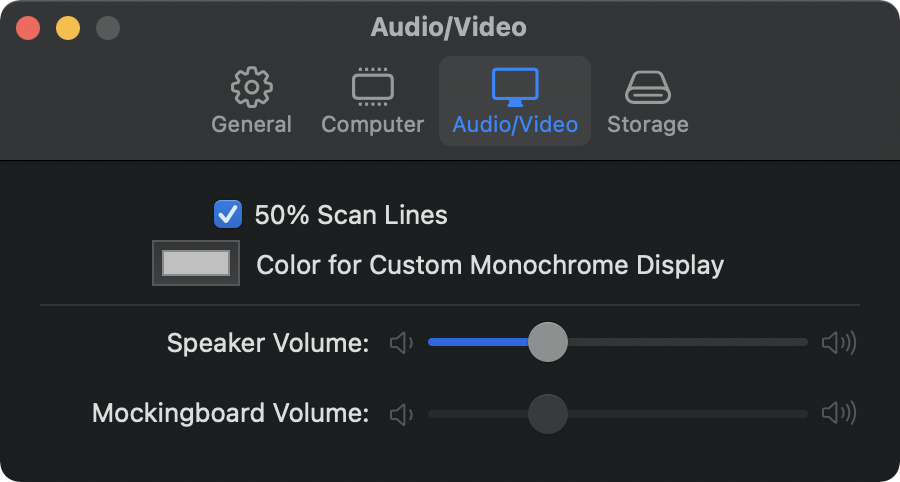 Audio/Video
General Computer Audio/Video Storage
50% Scan Lines
Color for Custom Monochrome Display
Speaker Volume:
Mockingboard Volume: